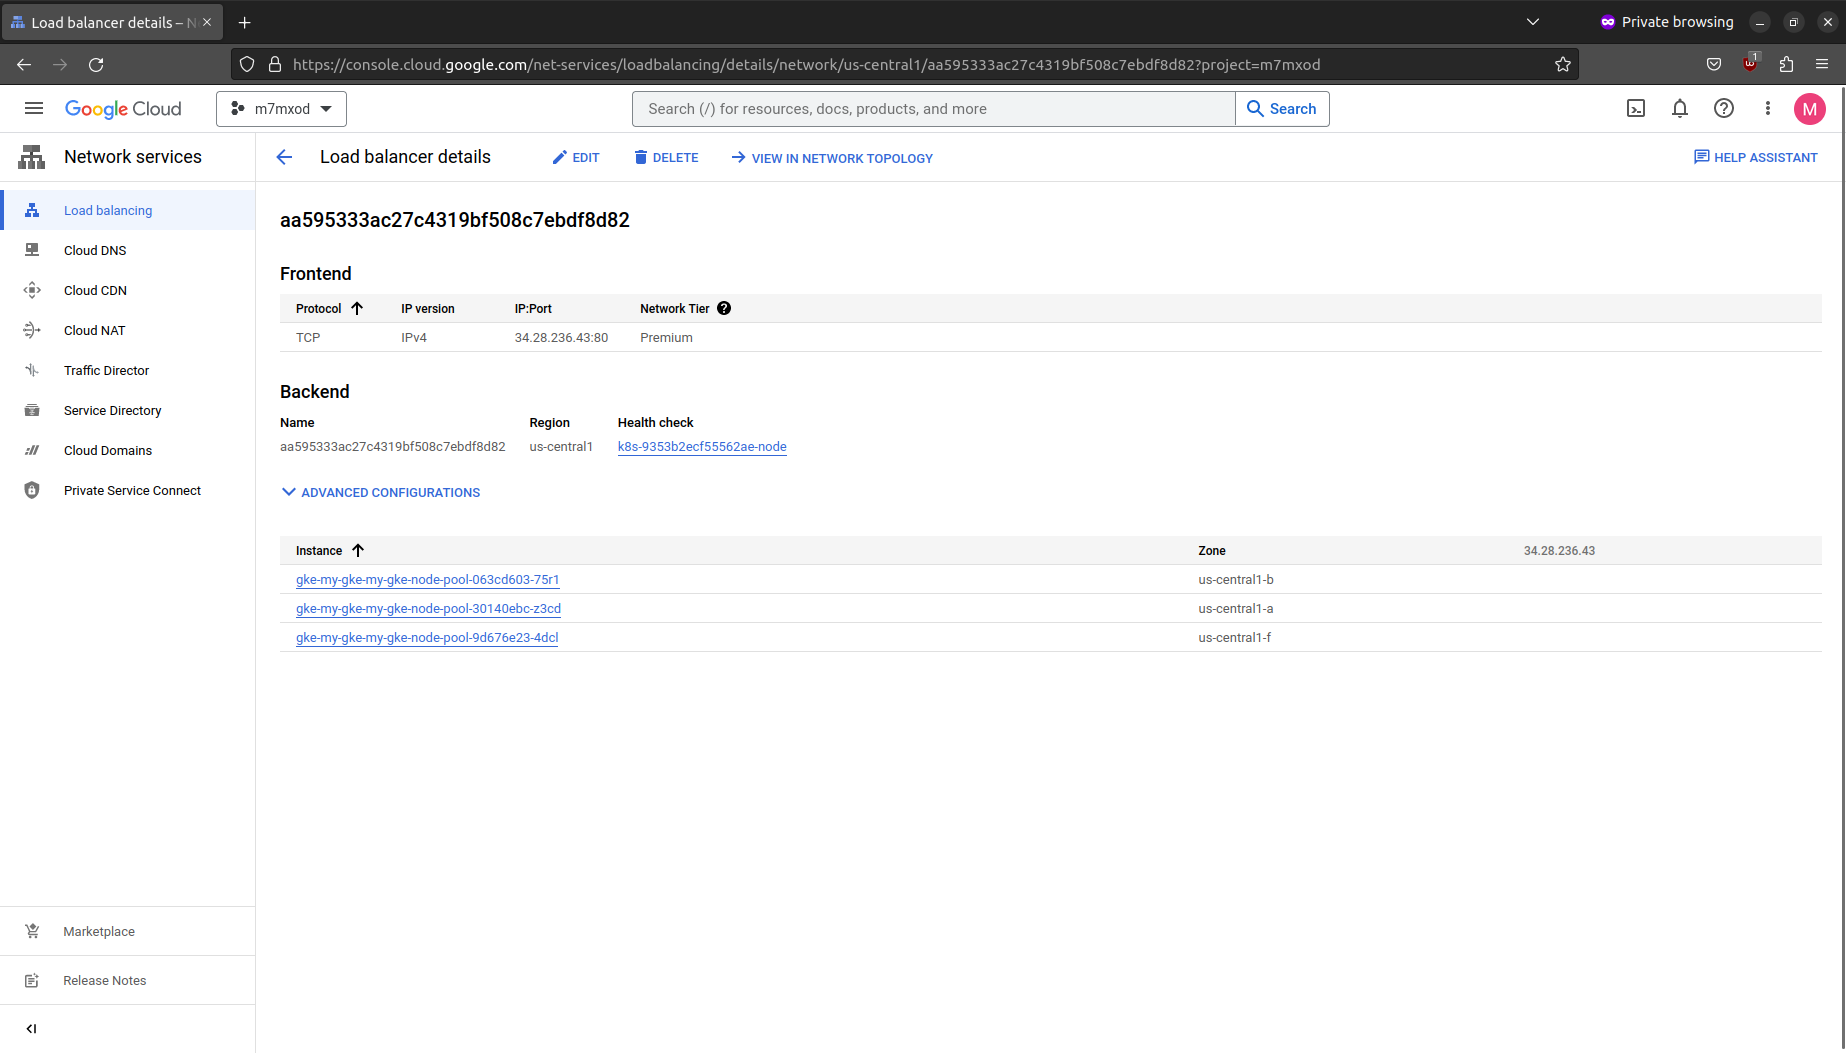 Load balancer details – N
Private browsing
https://console.cloud.google.com/net-services/loadbalancing/details/network/us-central1/aa595333ac27c4319bf508c7ebdf8d82?project=m7mxod
1
Google Cloud
m7mxod
Search (/) for resources, docs, products, and more
Search
M
Network services
Load balancer details
EDIT
DELETE
VIEW IN NETWORK TOPOLOGY
HELP ASSISTANT
Load balancing
Cloud DNS
Cloud CDN
Cloud NAT
Traffic Director
Service Directory
Cloud Domains
Private Service Connect
Marketplace
Release Notes
aa595333ac27c4319bf508c7ebdf8d82
Frontend
Protocol IP version IP:Port Network Tier
TCP IPv4 34.28.236.43:80 Premium
Backend
Name Region Health check
aa595333ac27c4319bf508c7ebdf8d82 us-central1 k8s-9353b2ecf55562ae-node
ADVANCED CONFIGURATIONS
Instance Zone 34.28.236.43
gke-my-gke-my-gke-node-pool-063cd603-75r1 us-central1-b
gke-my-gke-my-gke-node-pool-30140ebc-z3cd us-central1-a
gke-my-gke-my-gke-node-pool-9d676e23-4dcl us-central1-f